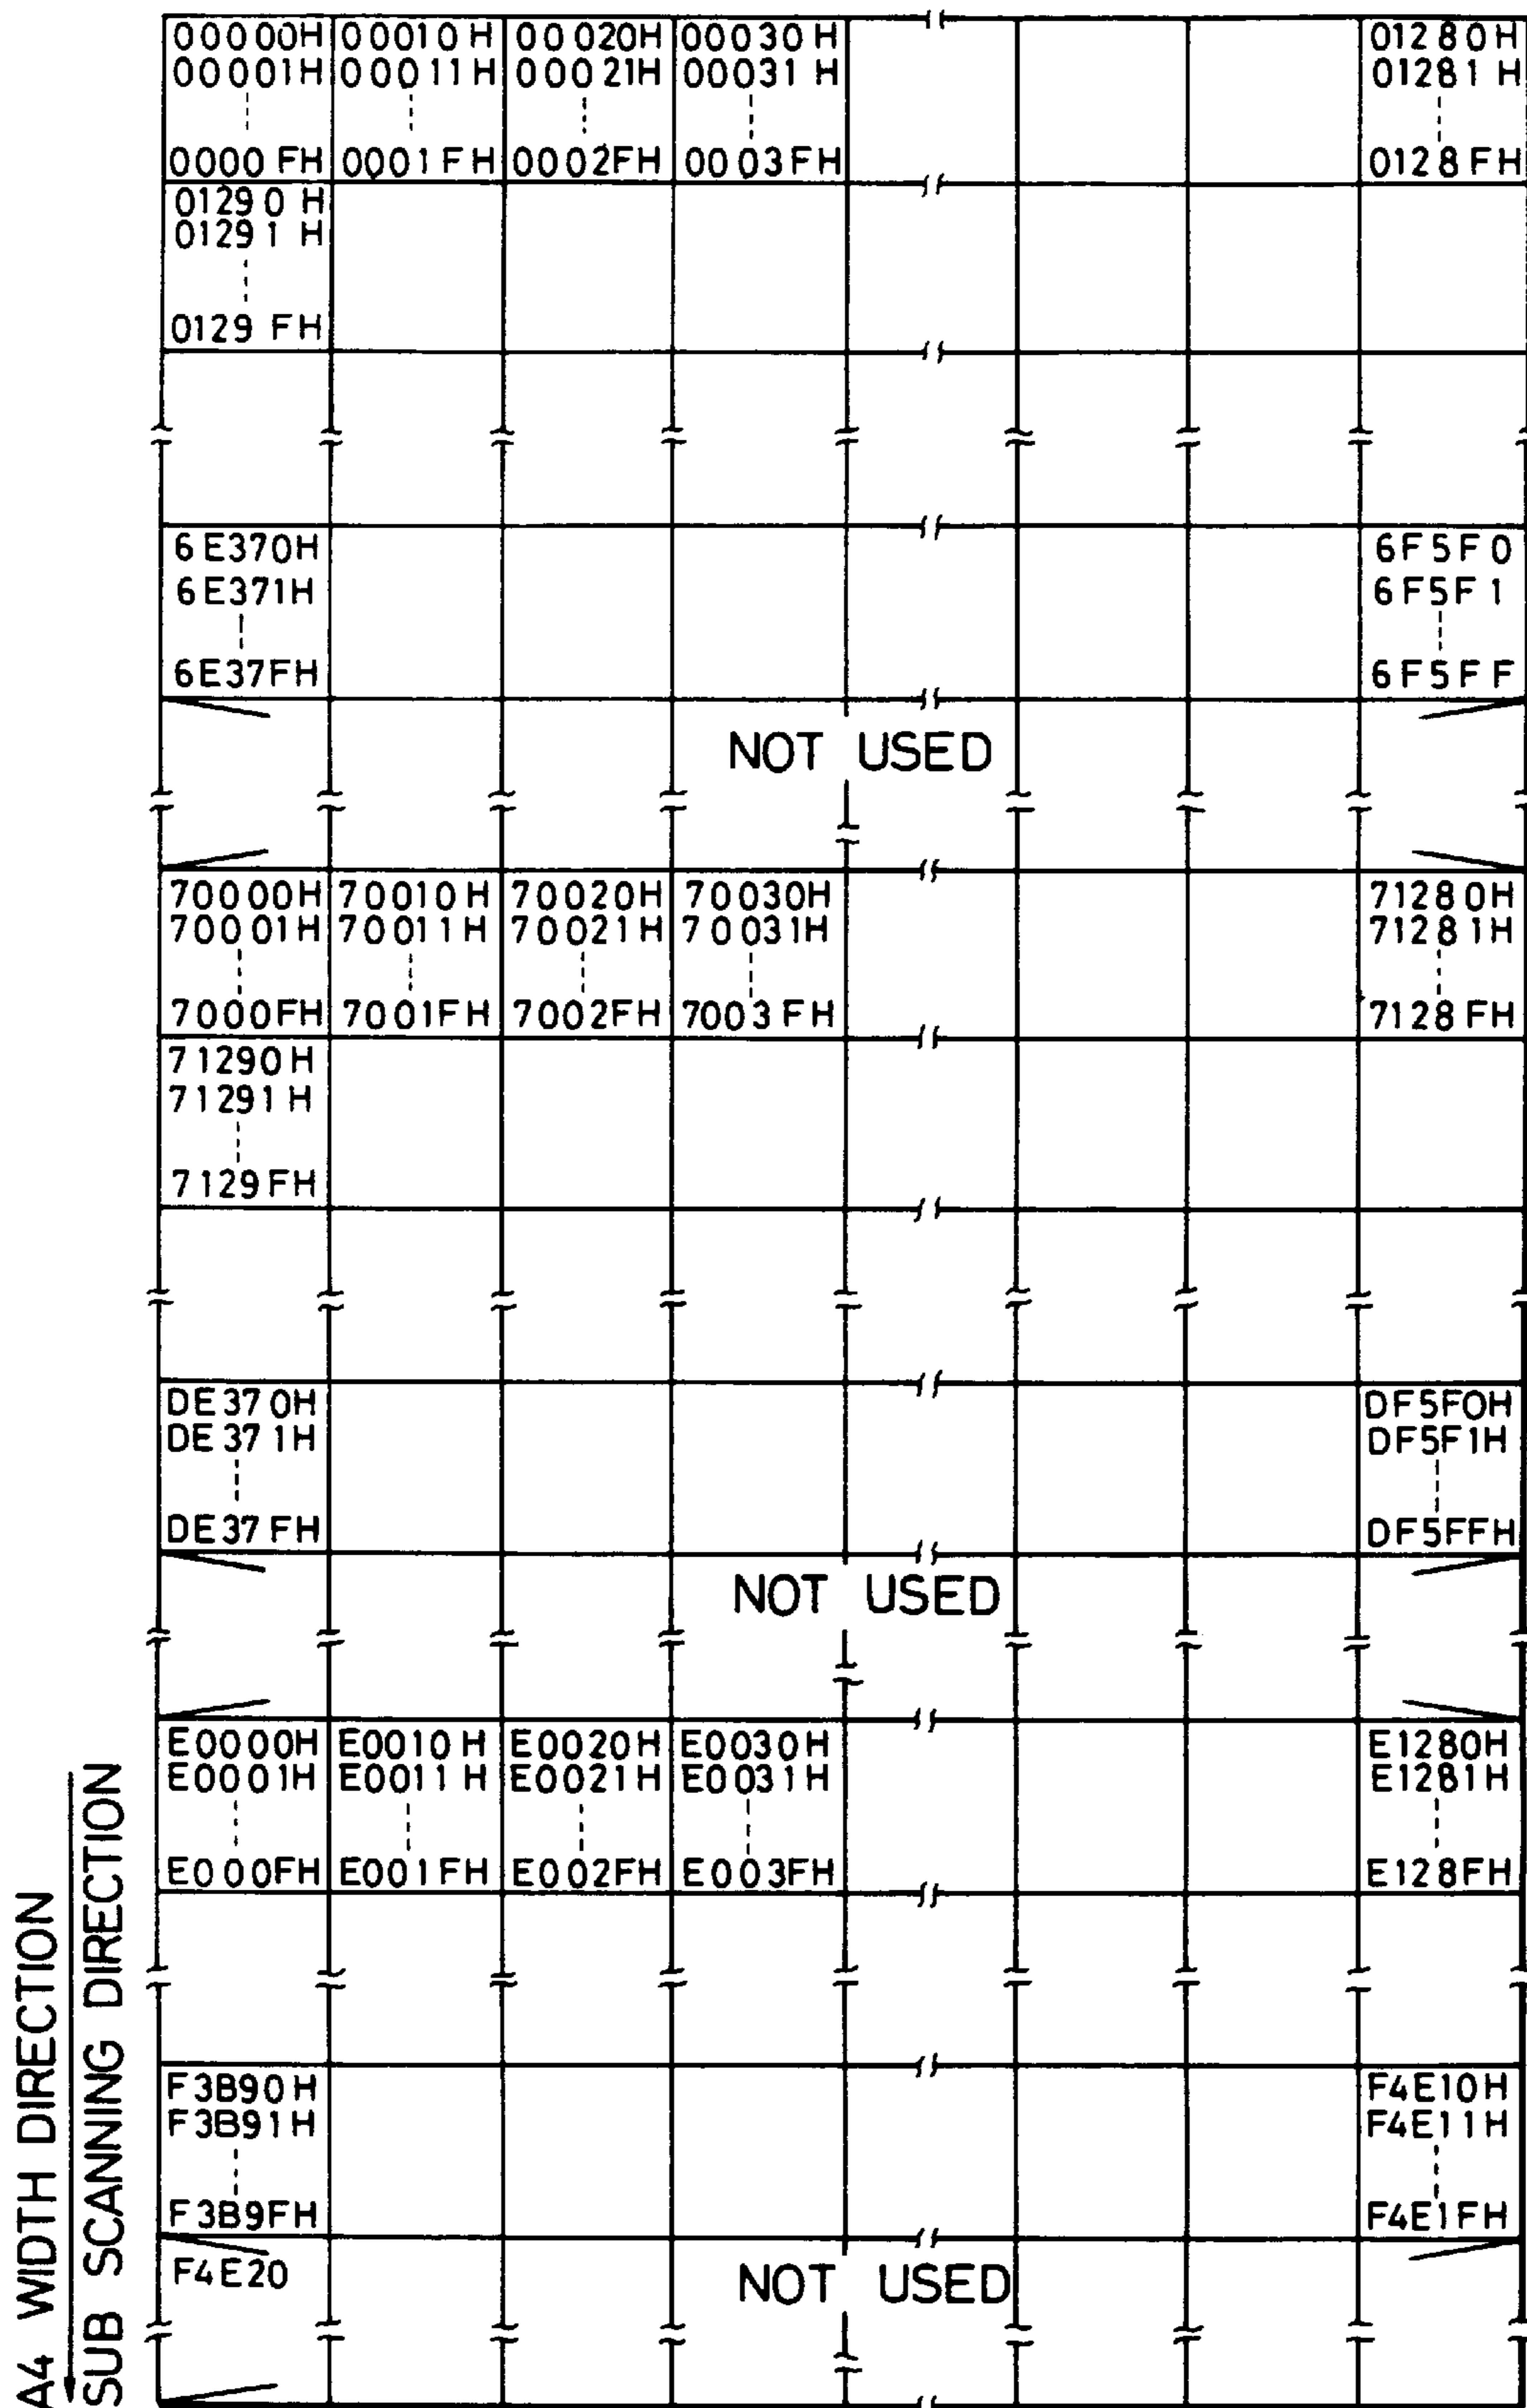 00000H 00010H 00020H 00030H 01280H
00001H 00011H 00021H 00031H 01281H
0000FH 0001FH 0002FH 0003FH 0128FH
01290H
01291H
0129FH
6E370H 6F5F0
6E371H 6F5F1
6E37FH 6F5FF
NOT USED
70000H 70010H 70020H 70030H 71280H
70001H 70011H 70021H 70031H 71281H
7000FH 7001FH 7002FH 7003FH 7128FH
71290H
71291H
7129FH
DE370H DF5F0H
DE371H DF5F1H
DE37FH DF5FFH
NOT USED
E0000H E0010H E0020H E0030H E1280H
E0001H E0011H E0021H E0031H E1281H
E000FH E001FH E002FH E003FH E128FH
F3B90H F4E10H
F3B91H F4E11H
F3B9FH F4E1FH
F4E20 NOT USED
A4 WIDTH DIRECTION
SUB SCANNING DIRECTION